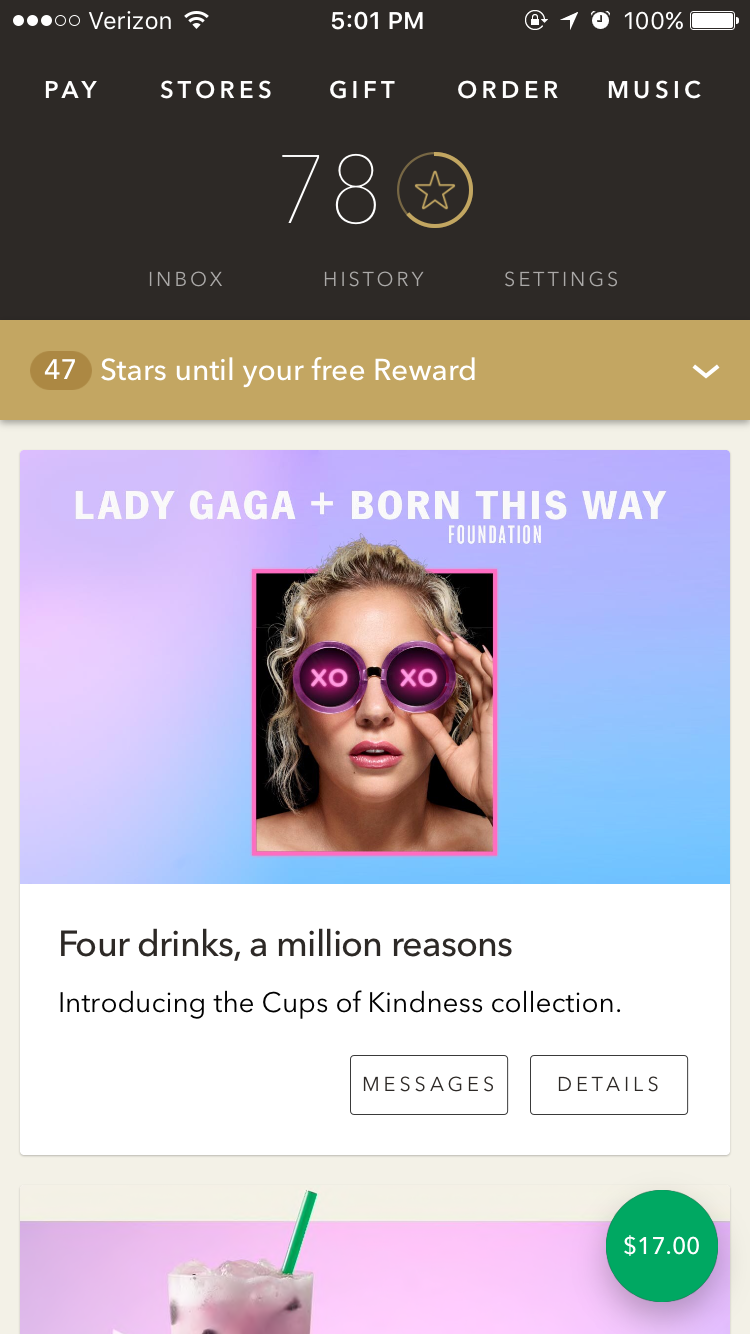 Verizon 5:01 PM 100%
PAY STORES GIFT ORDER MUSIC
78
INBOX HISTORY SETTINGS
47 Stars until your free Reward
LADY GAGA + BORN THIS WAY
FOUNDATION
XO XO
Four drinks, a million reasons
Introducing the Cups of Kindness collection.
MESSAGES DETAILS
$17.00